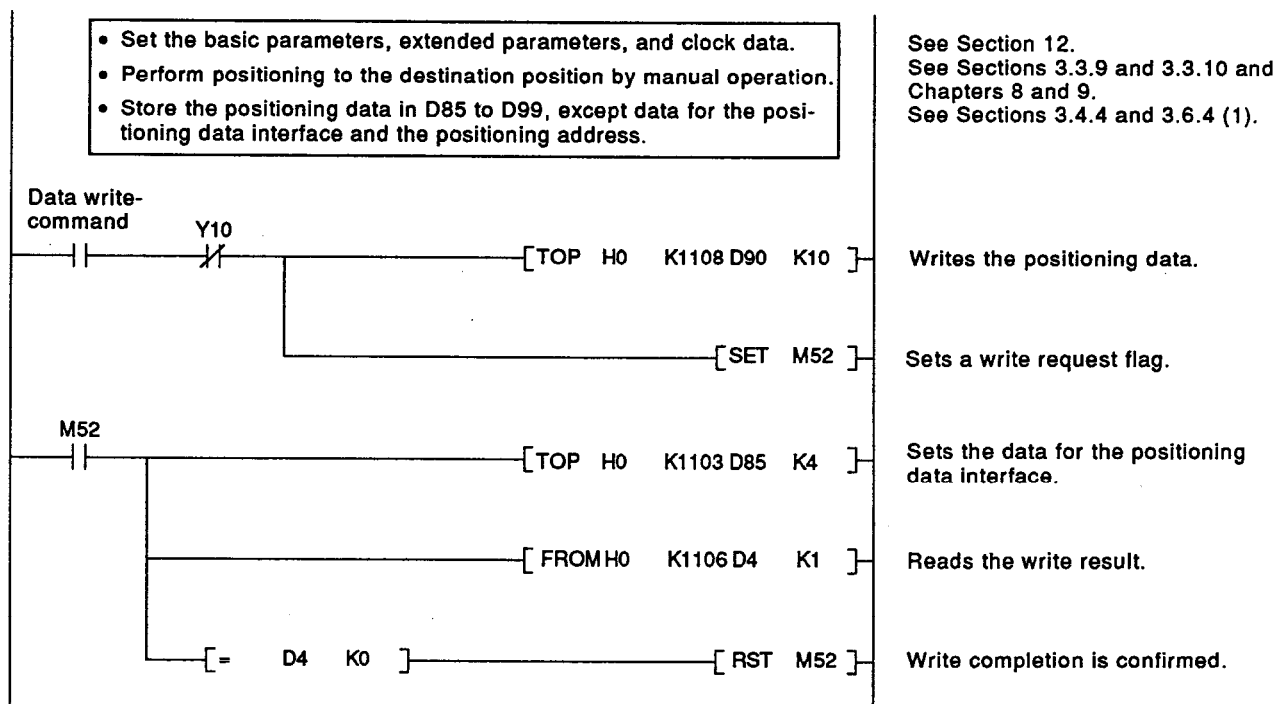 • Set the basic parameters, extended parameters, and clock data.
• Perform positioning to the destination position by manual operation.
• Store the positioning data in D85 to D99, except data for the posi-
tioning data interface and the positioning address.
See Section 12.
See Sections 3.3.9 and 3.3.10 and
Chapters 8 and 9.
See Sections 3.4.4 and 3.6.4 (1).
Data write-
command
Y10
[TOP H0 K1108 D90 K10 ]
Writes the positioning data.
[SET M52 ]
Sets a write request flag.
M52
[TOP H0 K1103 D85 K4 ]
Sets the data for the positioning
data interface.
[ FROM H0 K1106 D4 K1 ]
Reads the write result.
[= D4 K0 ]
[ RST M52 ]
Write completion is confirmed.